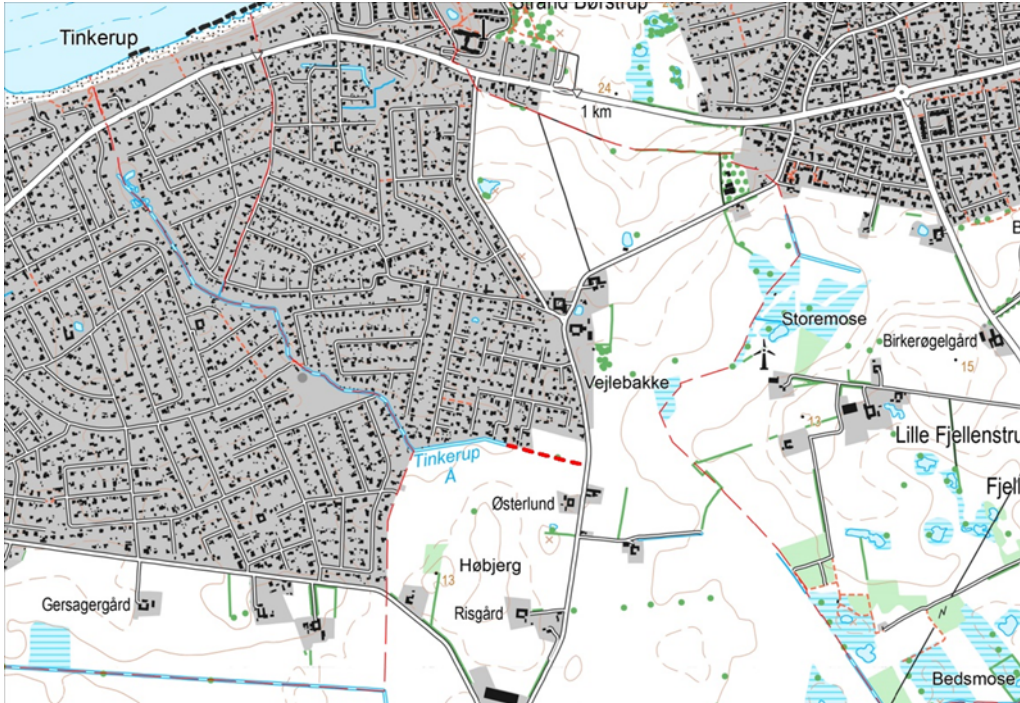 Strand Børstrup
Tinkerup
24
1 km
Storemose
Birkerøgelgård
15
Vejlebakke
13
Lille Fjellenstru
Tinkerup
Å
Fjell
Østerlund
Høbjerg
13
Gersagergård
Risgård
Bedsmose